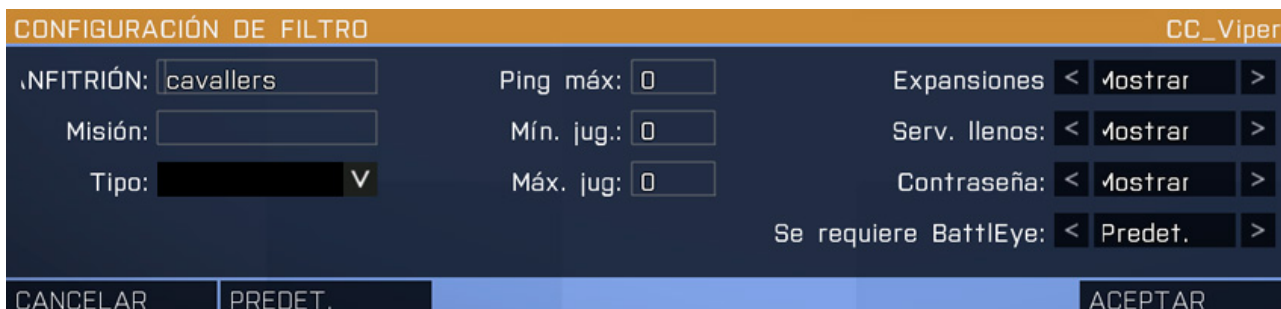 CONFIGURACIÓN DE FILTRO CC_Viper
ANFITRIÓN: cavallers Ping máx: 0 Expansiones < Mostrar >
Misión: Mín. jug.: 0 Serv. llenos: < Mostrar >
Tipo: V Máx. jug: 0 Contraseña: < Mostrar >
Se requiere BattlEye: < Predet. >
CANCELAR PREDET. ACEPTAR